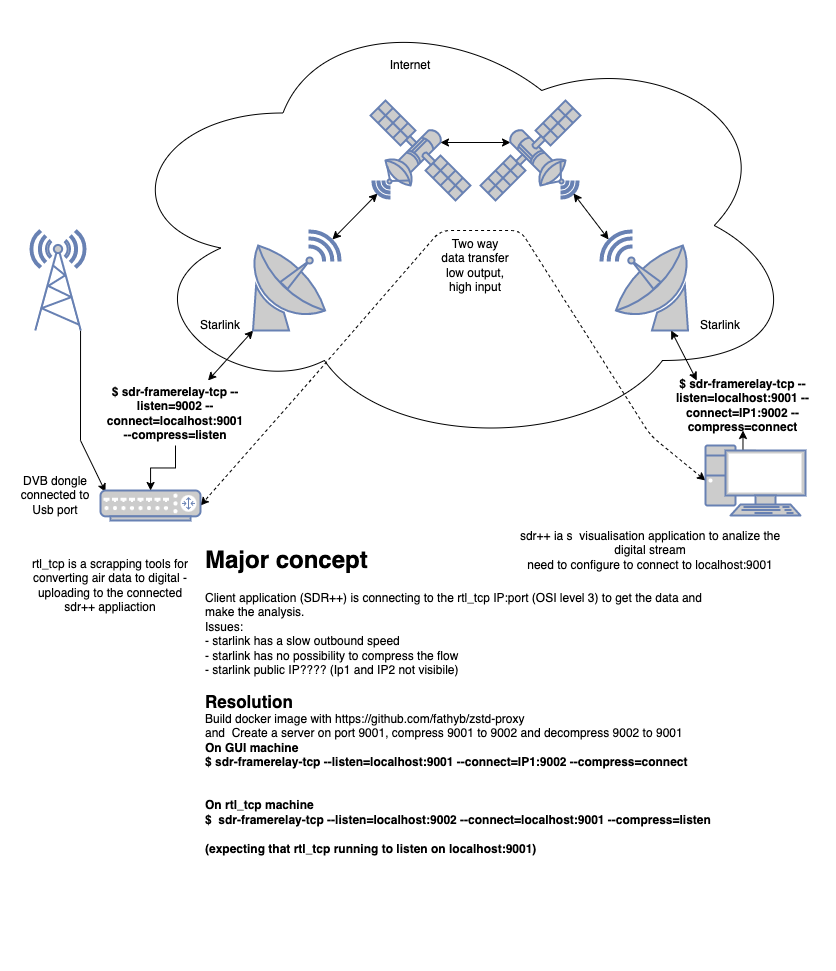 Internet
Two way
data transfer
low output,
high input
Starlink
Starlink
$ sdr-framerelay-tcp --
listen=9002 --
connect=localhost:9001
--compress=listen
$ sdr-framerelay-tcp --
listen=localhost:9001 --
connect=IP1:9002 --
compress=connect
DVB dongle
connected to
Usb port
sdr++ ia s  visualisation application to analize the
digital stream
need to configure to connect to localhost:9001
rtl_tcp is a scrapping tools for
converting air data to digital -
uploading to the connected
sdr++ appliaction
Major concept
Client application (SDR++) is connecting to the rtl_tcp IP:port (OSI level 3) to get the data and
make the analysis.
Issues:
- starlink has a slow outbound speed
- starlink has no possibility to compress the flow
- starlink public IP???? (Ip1 and IP2 not visibile)
Resolution
Build docker image with https://github.com/fathyb/zstd-proxy
and  Create a server on port 9001, compress 9001 to 9002 and decompress 9002 to 9001
On GUI machine
$ sdr-framerelay-tcp --listen=localhost:9001 --connect=IP1:9002 --compress=connect
On rtl_tcp machine
$  sdr-framerelay-tcp --listen=localhost:9002 --connect=localhost:9001 --compress=listen
(expecting that rtl_tcp running to listen on localhost:9001)